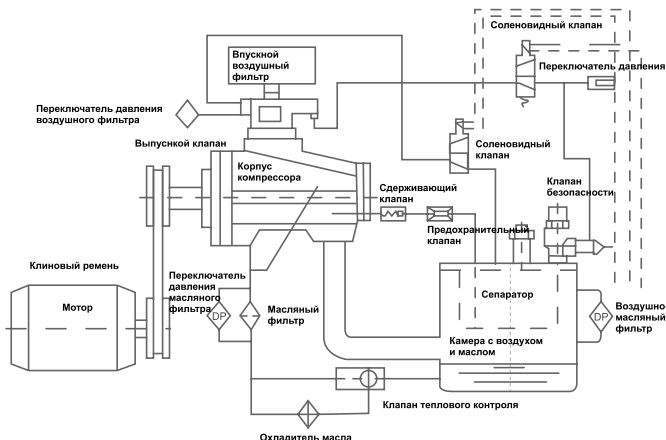 Соленовидный клапан
Впускной
воздушный
фильтр
Переключатель давления
Переключатель давления
воздушного фильтра
Выпускной клапан
Соленовидный
клапан
Корпус
компрессора
Сдерживающий
клапан
Клапан
безопасности
Предохранительный
клапан
Клиновый ремень
Переключатель
давления
масляного
фильтра
DP
Мотор
Масляный
фильтр
Сепаратор
Воздушно
масляный
фильтр
DP
Камера с воздухом
и маслом
Клапан теплового контроля
Охладитель масла